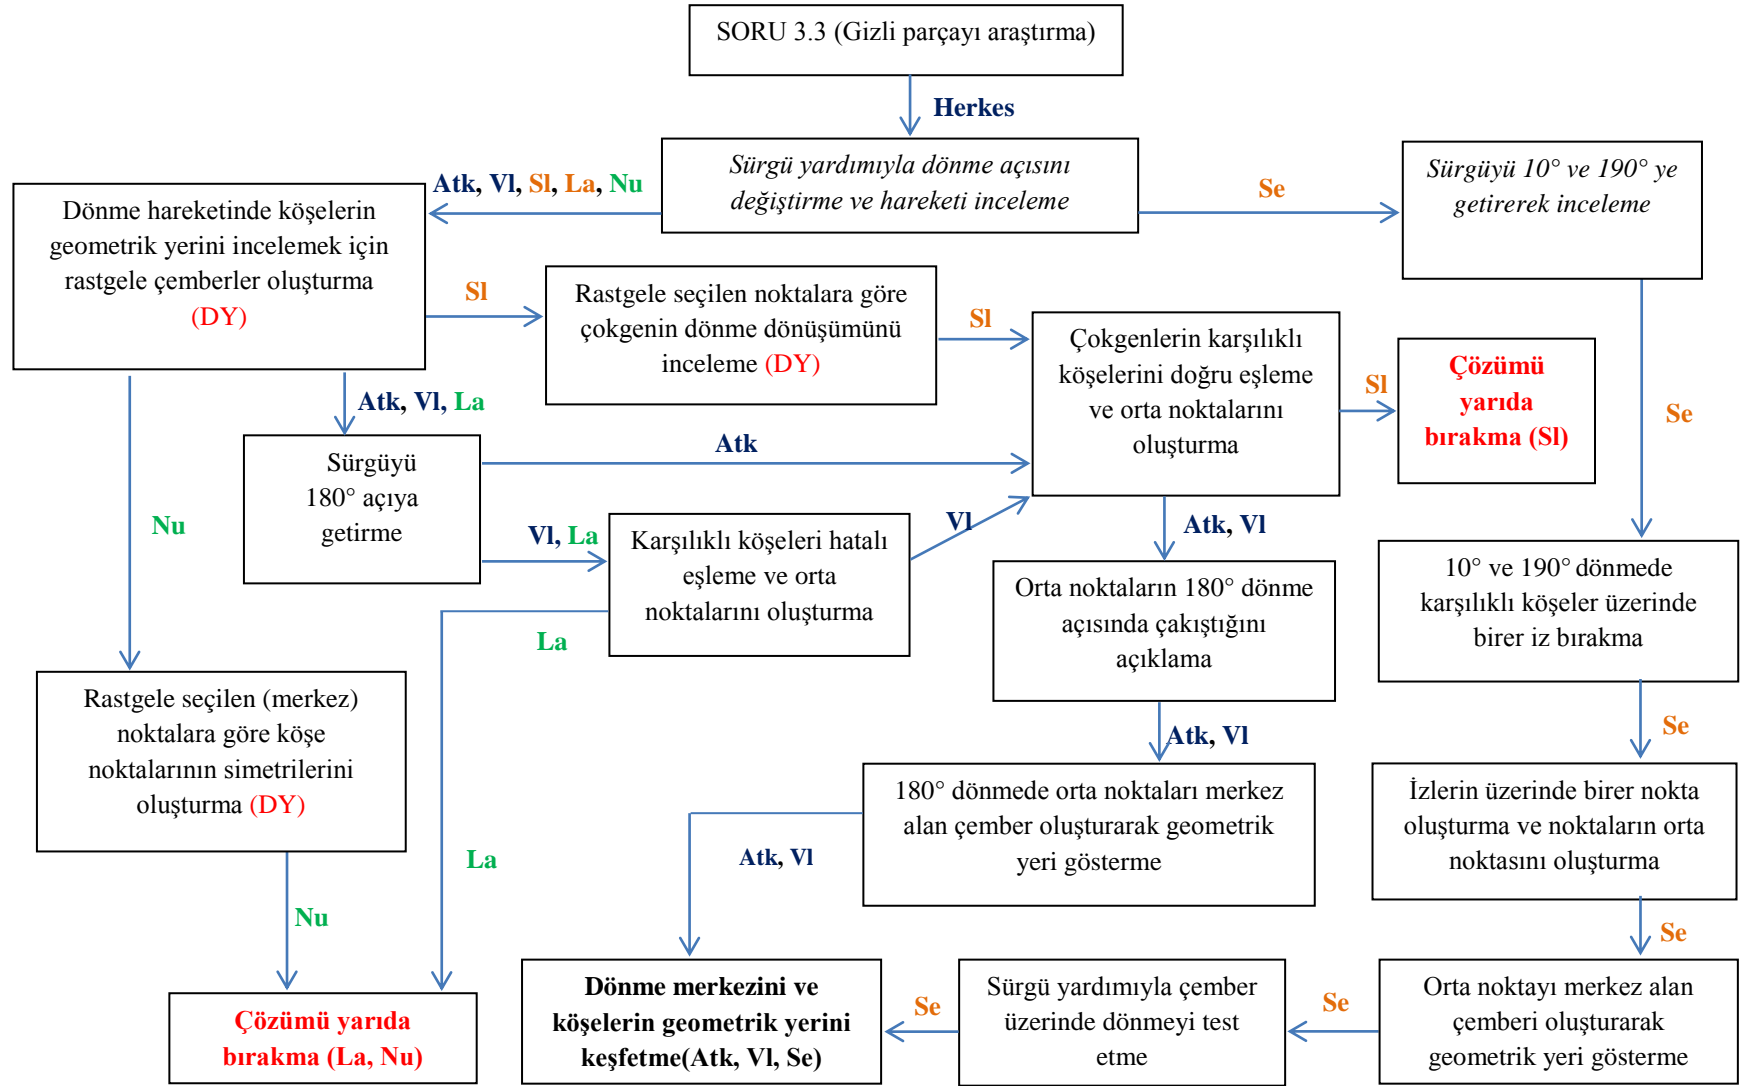 SORU 3.3 (Gizli parçayı araştırma)
Herkes
Sürgü yardımıyla dönme açısını
değiştirme ve hareketi inceleme
Atk, Vl, Sl, La, Nu
Se
Sürgüyü 10° ve 190° ye
getirerek inceleme
Dönme hareketinde köşelerin
geometrik yerini incelemek için
rastgele çemberler oluşturma
(DY)
Sl
Rastgele seçilen noktalara göre
çokgenin dönme dönüşümünü
inceleme (DY)
Sl
Çokgenlerin karşılıklı
köşelerini doğru eşleme
ve orta noktalarını
oluşturma
Sl
Çözümü
yarıda
bırakma (Sl)
Se
Atk, Vl, La
Sürgüyü
180° açıya
getirme
Atk
Nu
Vl, La
Karşılıklı köşeleri hatalı
eşleme ve orta
noktalarını oluşturma
Vl
Atk, Vl
La
Orta noktaların 180° dönme
açısında çakıştığını
açıklama
10° ve 190° dönmede
karşılıklı köşeler üzerinde
birer iz bırakma
Rastgele seçilen (merkez)
noktalara göre köşe
noktalarının simetrilerini
oluşturma (DY)
Atk, Vl
Se
180° dönmede orta noktaları merkez
alan çember oluşturarak geometrik
yeri gösterme
İzlerin üzerinde birer nokta
oluşturma ve noktaların orta
noktasını oluşturma
La
Atk, Vl
Nu
Se
Çözümü yarıda
bırakma (La, Nu)
Dönme merkezini ve
köşelerin geometrik yerini
keşfetme(Atk, Vl, Se)
Se
Sürgü yardımıyla çember
üzerinde dönmeyi test
etme
Se
Orta noktayı merkez alan
çemberi oluşturarak
geometrik yeri gösterme